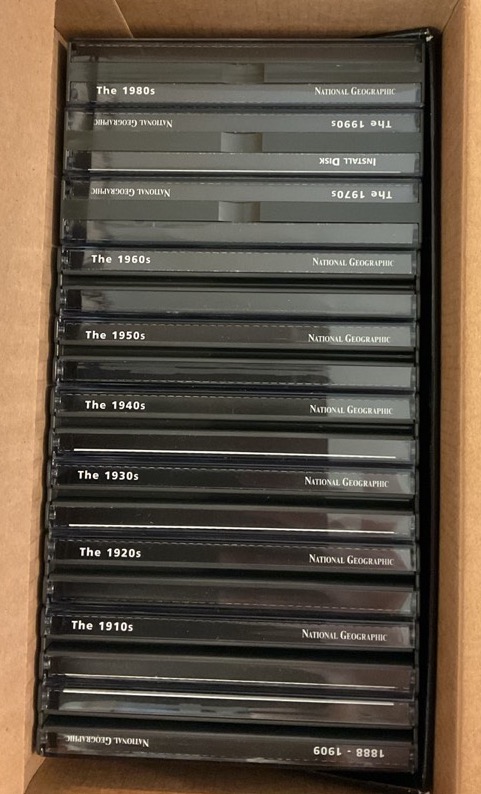 The 1980s NATIONAL GEOGRAPHIC
The 1990s NATIONAL GEOGRAPHIC
INSTALL DISK
The 1970s NATIONAL GEOGRAPHIC
The 1960s NATIONAL GEOGRAPHIC
The 1950s NATIONAL GEOGRAPHIC
The 1940s NATIONAL GEOGRAPHIC
The 1930s NATIONAL GEOGRAPHIC
The 1920s NATIONAL GEOGRAPHIC
The 1910s NATIONAL GEOGRAPHIC
1888 - 1909 NATIONAL GEOGRAPHIC